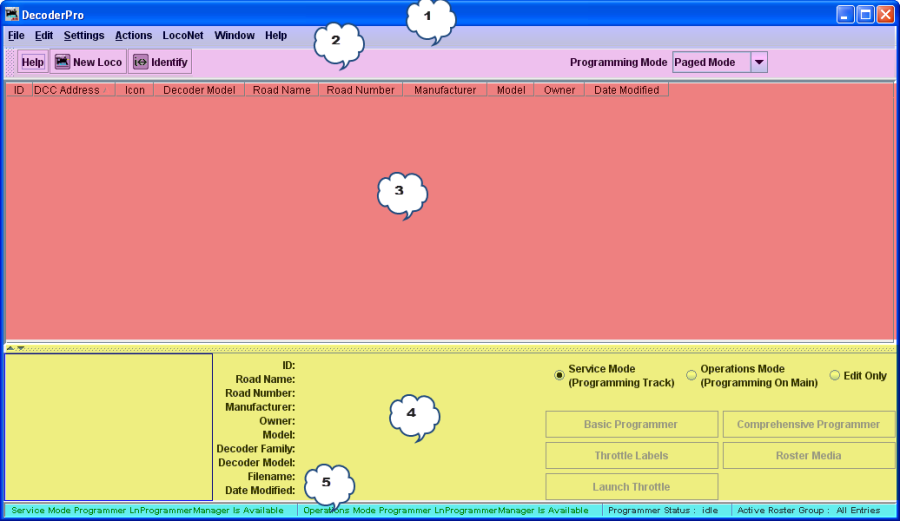 DecoderPro
1
File Edit Settings Actions LocoNet Window Help
2
Help New Loco Identify Programming Mode Paged Mode
ID DCC Address Icon Decoder Model Road Name Road Number Manufacturer Model Owner Date Modified
3
ID:
Road Name:
Road Number:
Manufacturer:
Owner:
Model:
Decoder Family:
Decoder Model:
Filename:
Date Modified:
4
5
Service Mode
(Programming Track)
Operations Mode
(Programming On Main)
Edit Only
Basic Programmer Comprehensive Programmer
Throttle Labels Roster Media
Launch Throttle
Service Mode Programmer LnProgrammerManager Is Available Operations Mode Programmer LnProgrammerManager Is Available Programmer Status : idle Active Roster Group : All Entries